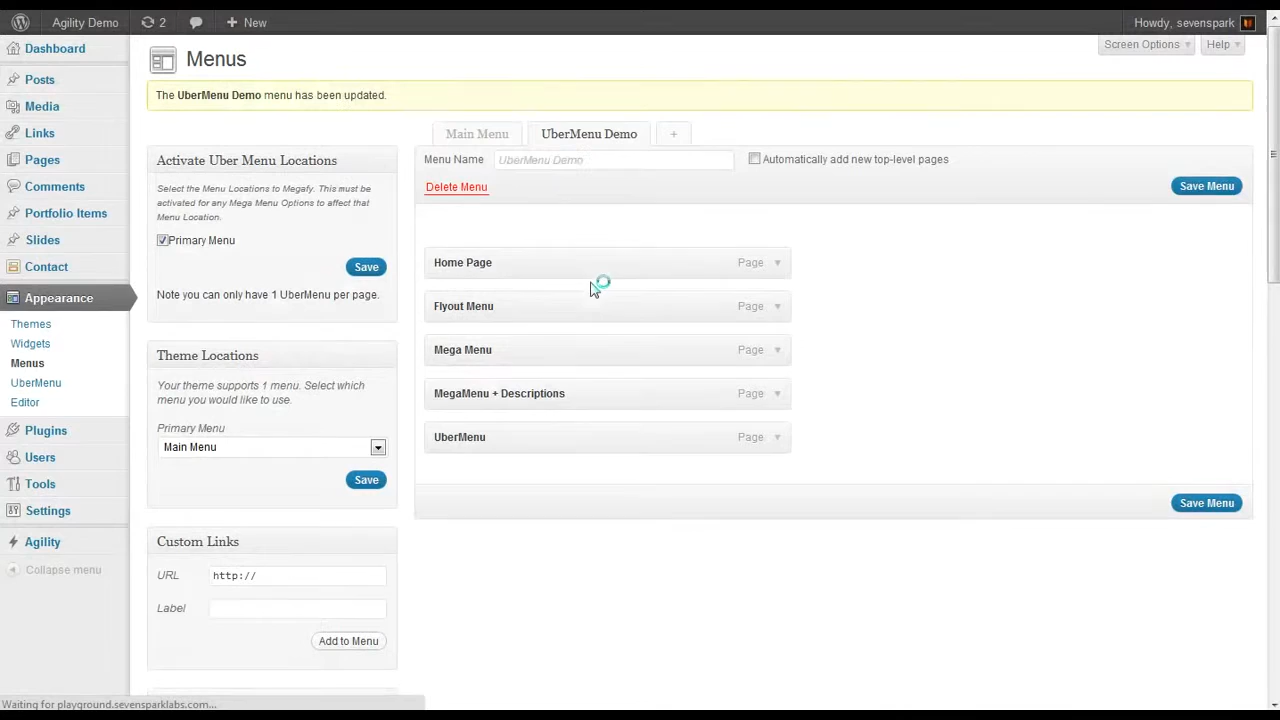 Agility Demo
2
New
Howdy, sevenspark
Screen Options
Help
Dashboard
Posts
Media
Links
Pages
Comments
Portfolio Items
Slides
Contact
Appearance
Themes
Widgets
Menus
UberMenu
Editor
Plugins
Users
Tools
Settings
Agility
Collapse menu
Menus
The UberMenu Demo menu has been updated.
Activate Uber Menu Locations
Select the Menu Locations to Megafy. This must be
activated for any Mega Menu Options to affect that
Menu Location.
Primary Menu
Save
Note you can only have 1 UberMenu per page.
Theme Locations
Your theme supports 1 menu. Select which
menu you would like to use.
Primary Menu
Main Menu
Save
Custom Links
URL http://
Label
Add to Menu
Main Menu
UberMenu Demo
+
Menu Name UberMenu Demo
Automatically add new top-level pages
Delete Menu
Save Menu
Home Page Page
Flyout Menu Page
Mega Menu Page
MegaMenu + Descriptions Page
UberMenu Page
Save Menu
Waiting for playground.sevensparklabs.com...